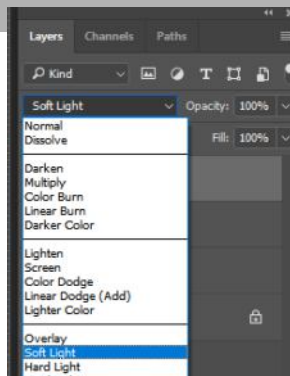 Layers Channels Paths
Kind
Soft Light Opacity: 100%
Normal
Dissolve
Fill: 100%
Darken
Multiply
Color Burn
Linear Burn
Darker Color
Lighten
Screen
Color Dodge
Linear Dodge (Add)
Lighter Color
Overlay
Soft Light
Hard Light